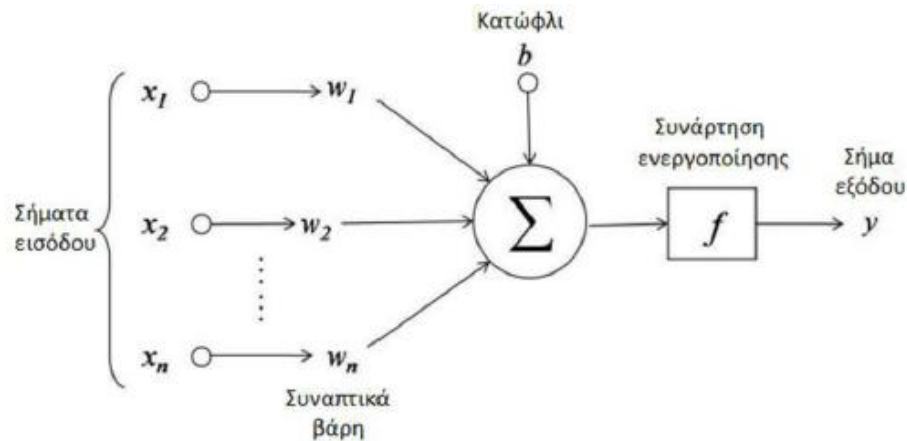 Κατώφλι
b
x1 w1
Συνάρτηση
ενεργοποίησης
Σήμα
εξόδου
Σήματα
εισόδου
x2 w2
Σ
f
y
xn wn
Συναπτικά
βάρη